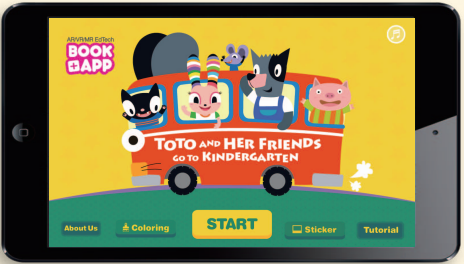 AR/VR/MR EdTech
BOOK
+APP
TOTO AND HER FRIENDS
GO TO KINDERGARTEN
About Us
Coloring
START
Sticker
Tutorial